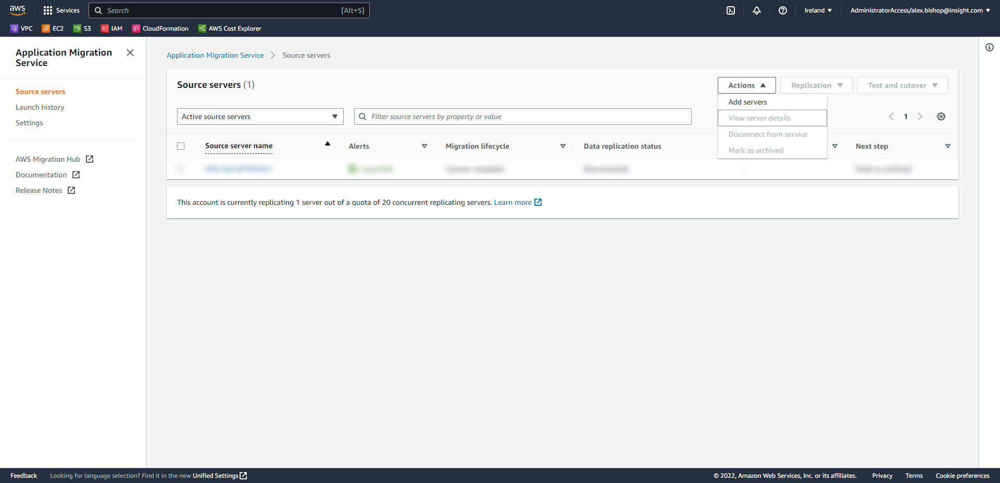 aws
Services
Search
[Alt+S]
Ireland
AdministratorAccess/alex.bishop@insight.com
VPC
EC2
S3
IAM
CloudFormation
AWS Cost Explorer
Application Migration
Service
Source servers
Launch history
Settings
AWS Migration Hub
Documentation
Release Notes
Application Migration Service
Source servers
Source servers (1)
Actions
Replication
Test and cutover
Add servers
View server details
Disconnect from service
Mark as archived
Active source servers
Filter source servers by property or value
1
Source server name
Alerts
Migration lifecycle
Data replication status
Next step
This account is currently replicating 1 server out of a quota of 20 concurrent replicating servers. Learn more
Feedback
Looking for language selection? Find it in the new Unified Settings
© 2022, Amazon Web Services, Inc. or its affiliates.
Privacy
Terms
Cookie preferences